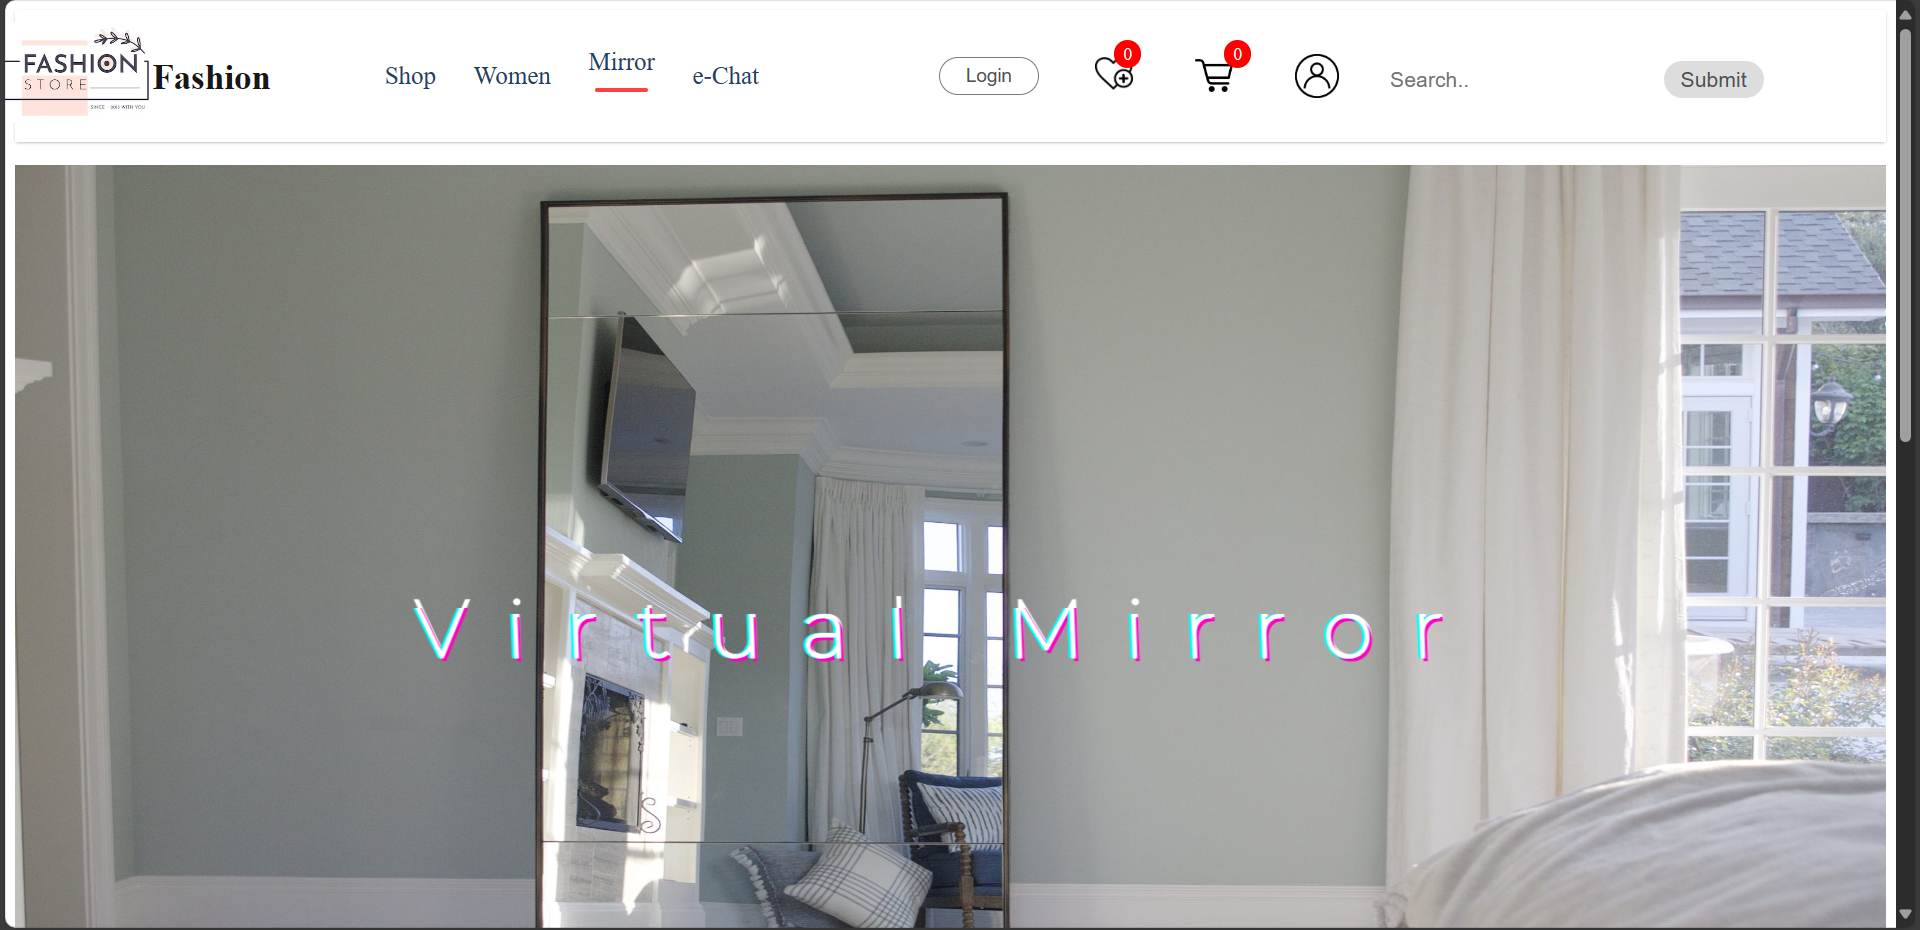 FASHION
STORE
SINCE 2015 WITH YOU
Fashion
Shop
Women
Mirror
e-Chat
Login
0
0
Search..
Submit
Virtual Mirror